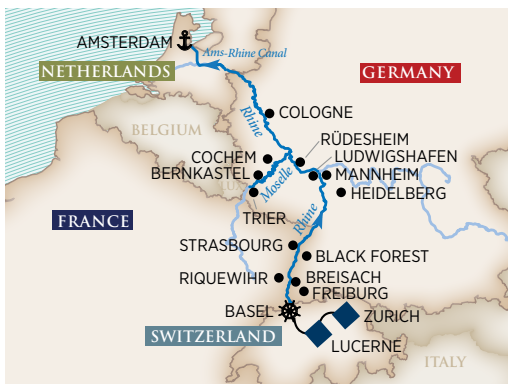 AMSTERDAM
Ams-Rhine Canal
NETHERLANDS
GERMANY
COLOGNE
Rhine
BELGIUM
RÜDESHEIM
COCHEM
LUDWIGSHAFEN
BERNKASTEL
MANNHEIM
LUX
Moselle
HEIDELBERG
FRANCE
TRIER
Rhine
STRASBOURG
BLACK FOREST
RIQUEWIHR
BREISACH
FREIBURG
BASEL
ZURICH
SWITZERLAND
LUCERNE
ITALY